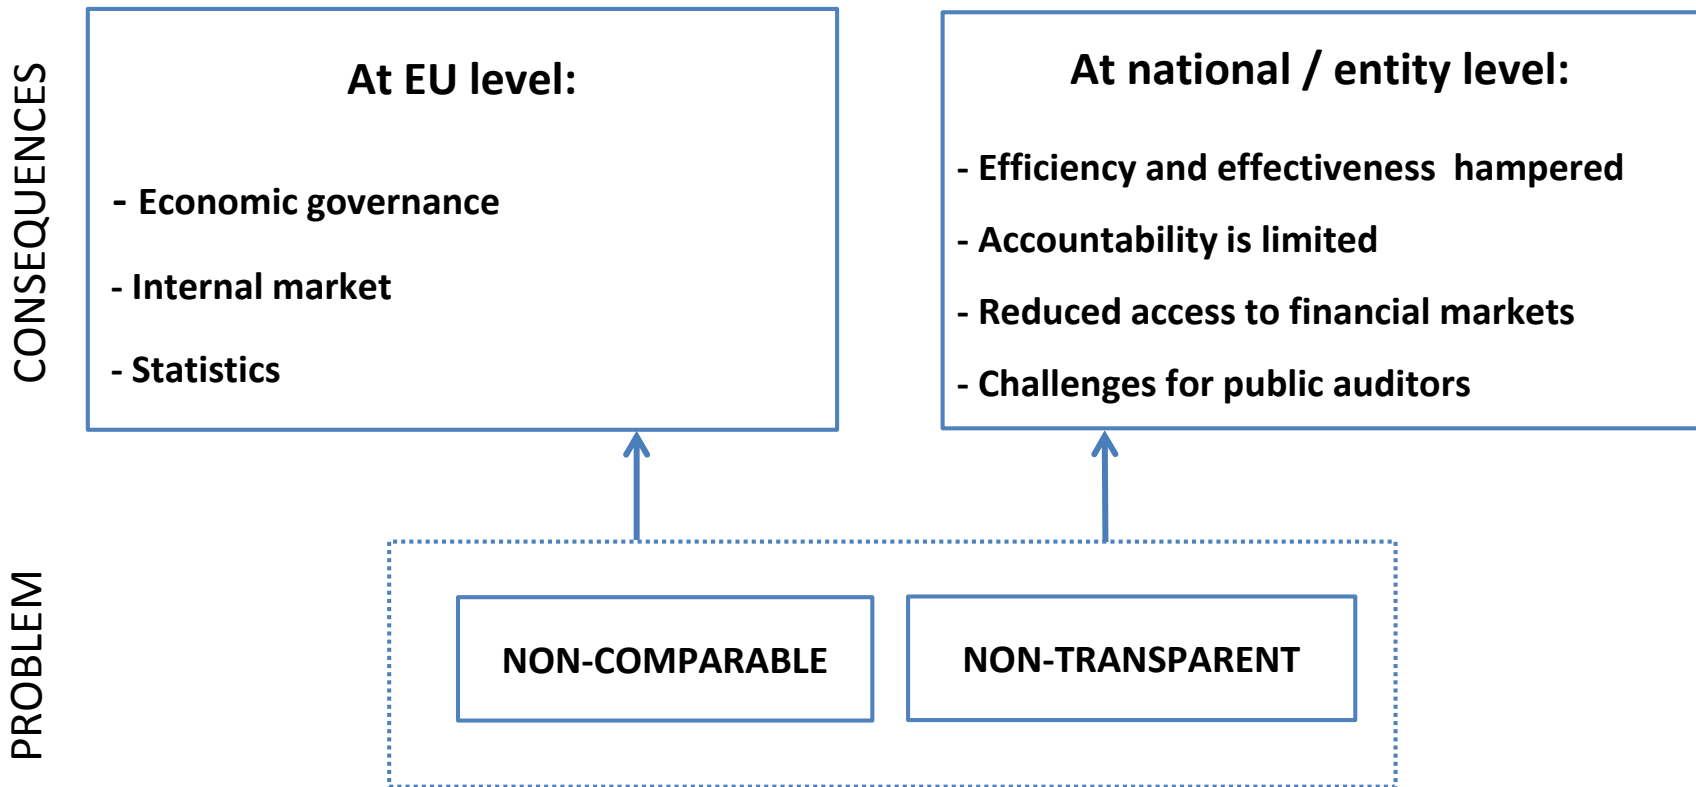 CONSEQUENCES
At EU level:
- Economic governance
- Internal market
- Statistics
At national / entity level:
- Efficiency and effectiveness  hampered
- Accountability is limited
- Reduced access to financial markets
- Challenges for public auditors
PROBLEM
NON-COMPARABLE
NON-TRANSPARENT